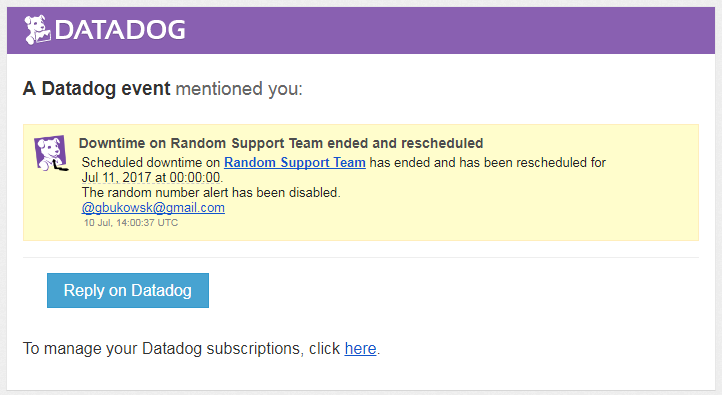 DATADOG
A Datadog event mentioned you:
Downtime on Random Support Team ended and rescheduled
Scheduled downtime on Random Support Team has ended and has been rescheduled for
Jul 11, 2017 at 00:00:00.
The random number alert has been disabled.
@gbukowsk@gmail.com
10 Jul, 14:00:37 UTC
Reply on Datadog
To manage your Datadog subscriptions, click here.